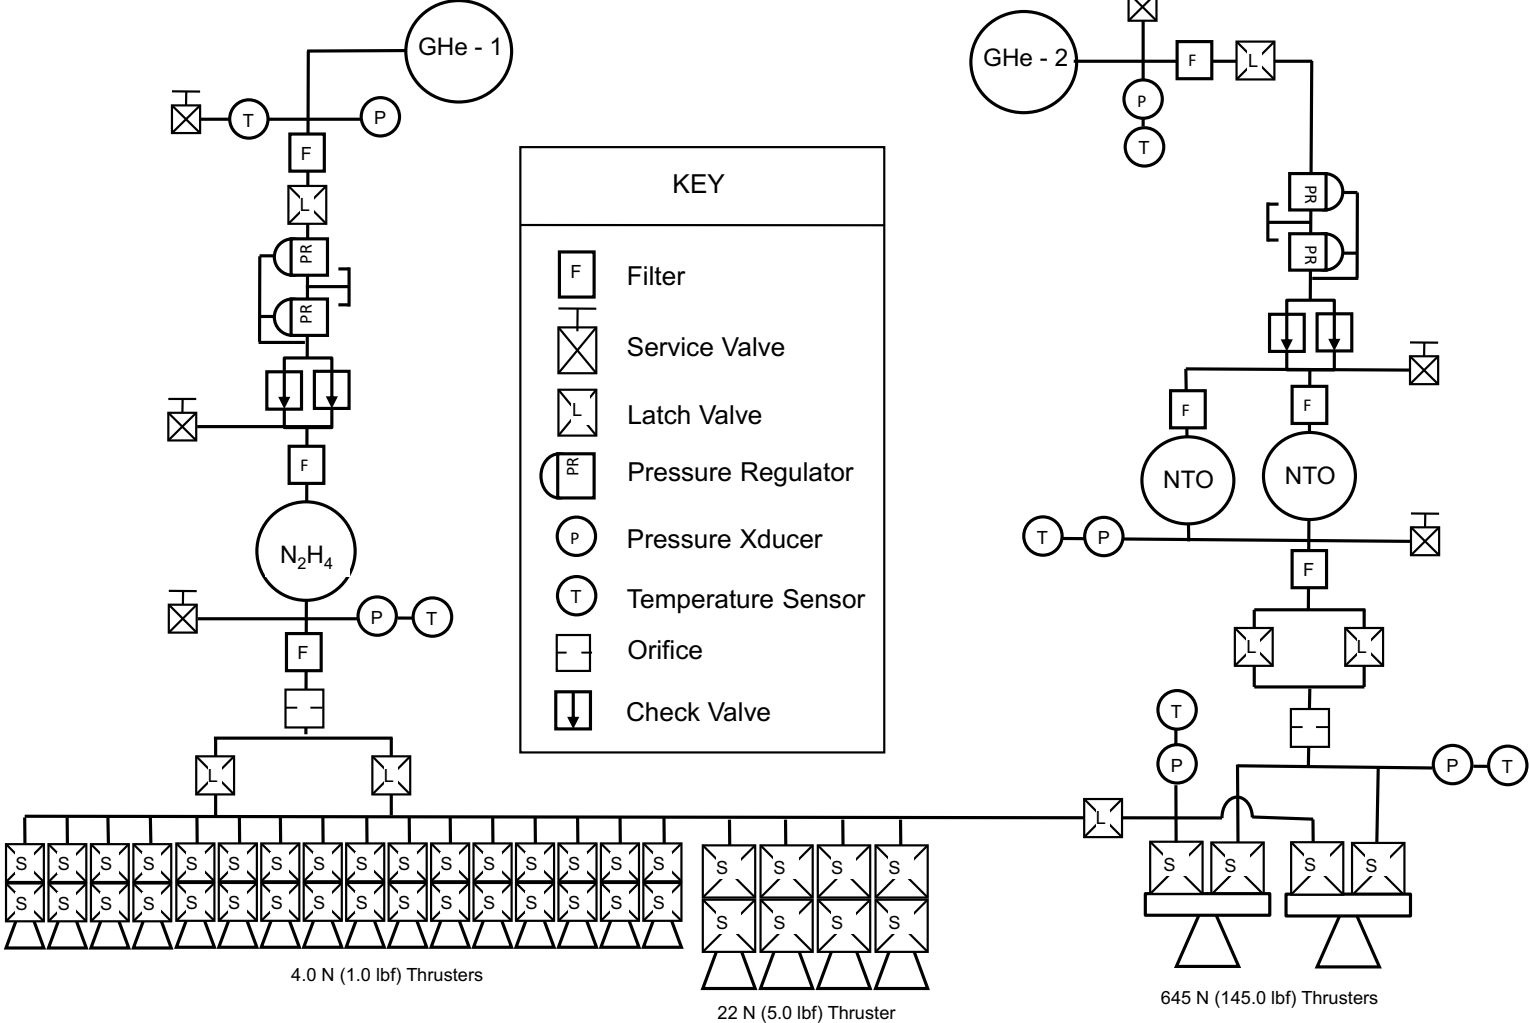 GHe - 1
T
P
F
L
PR
PR
F
N2H4
P
T
F
L
L
KEY
F
Filter
Service Valve
L
Latch Valve
PR
Pressure Regulator
P
Pressure Xducer
T
Temperature Sensor
Orifice
Check Valve
GHe - 2
F
L
P
T
PR
PR
F
F
NTO
NTO
T
P
F
L
L
T
P
P
T
L
S S S S S S S S S S S S S S S S
S S S S S S S S S S S S S S S S
4.0 N (1.0 lbf) Thrusters
S S S S
S S S S
22 N (5.0 lbf) Thruster
S S S S
645 N (145.0 lbf) Thrusters